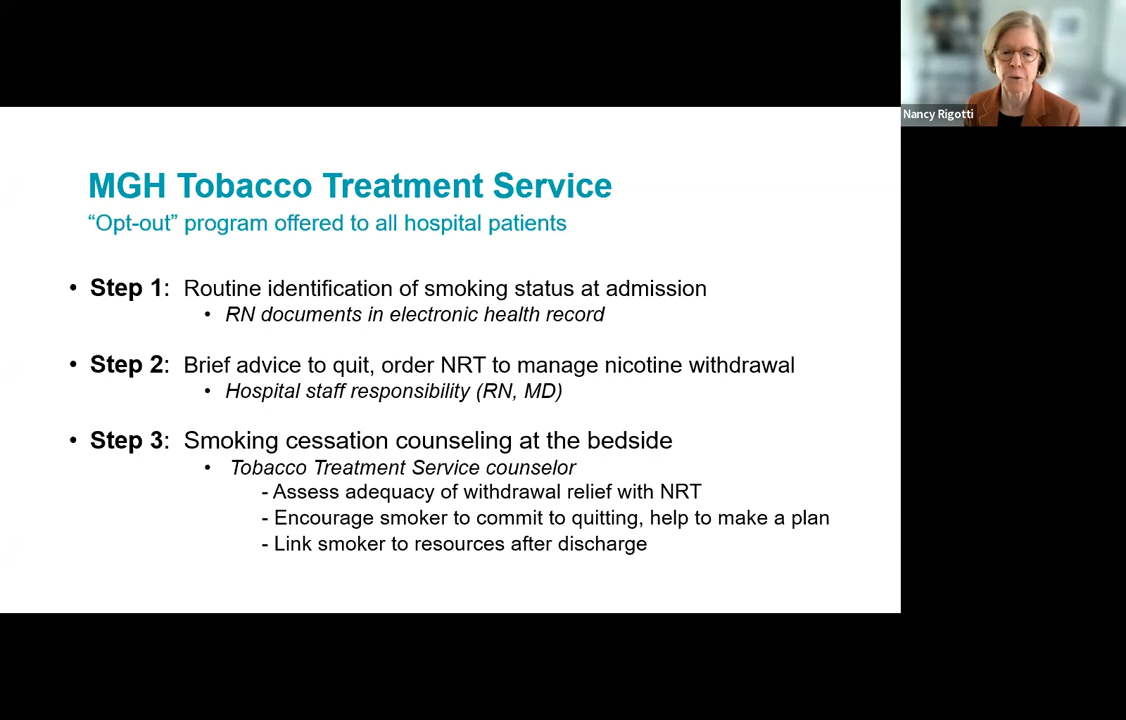 MGH Tobacco Treatment Service
“Opt-out” program offered to all hospital patients
• Step 1: Routine identification of smoking status at admission
• RN documents in electronic health record
• Step 2: Brief advice to quit, order NRT to manage nicotine withdrawal
• Hospital staff responsibility (RN, MD)
• Step 3: Smoking cessation counseling at the bedside
• Tobacco Treatment Service counselor
- Assess adequacy of withdrawal relief with NRT
- Encourage smoker to commit to quitting, help to make a plan
- Link smoker to resources after discharge
Nancy Rigotti